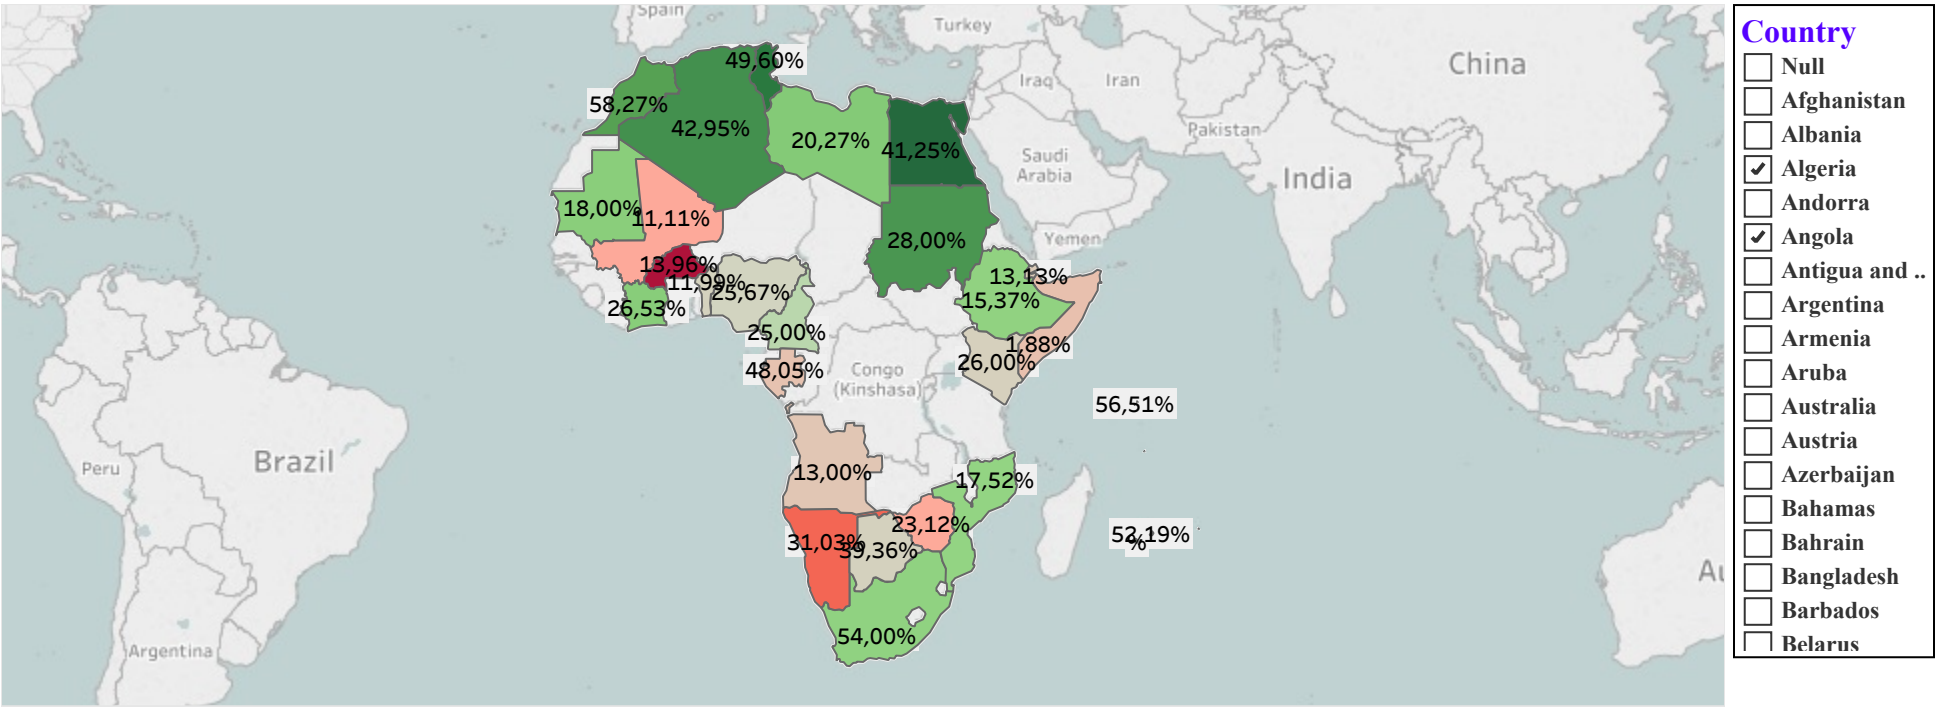 Spain
Turkey
China
Iraq
Iran
Pakistan
Saudi
Arabia
India
Yemen
Congo
(Kinshasa)
Brazil
Peru
Argentina
Au
49,60%
58,27%
42,95%
20,27%
41,25%
18,00%
11,11%
28,00%
13,96%
11,99%
25,67%
13,13%
15,37%
26,53%
25,00%
1,88%
26,00%
48,05%
56,51%
13,00%
17,52%
23,12%
31,03%
39,36%
52,19%
%
54,00%
Country
Null
Afghanistan
Albania
Algeria
Andorra
Angola
Antigua and ..
Argentina
Armenia
Aruba
Australia
Austria
Azerbaijan
Bahamas
Bahrain
Bangladesh
Barbados
Belarus